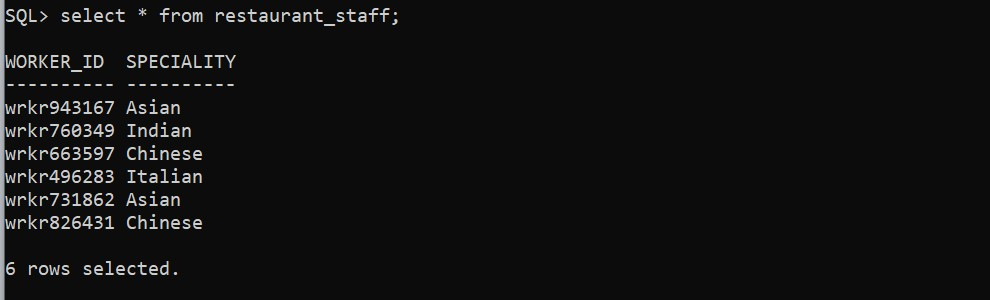 SQL> select * from restaurant_staff;
WORKER_ID  SPECIALITY
---------- ----------
wrkr943167 Asian
wrkr760349 Indian
wrkr663597 Chinese
wrkr496283 Italian
wrkr731862 Asian
wrkr826431 Chinese
6 rows selected.